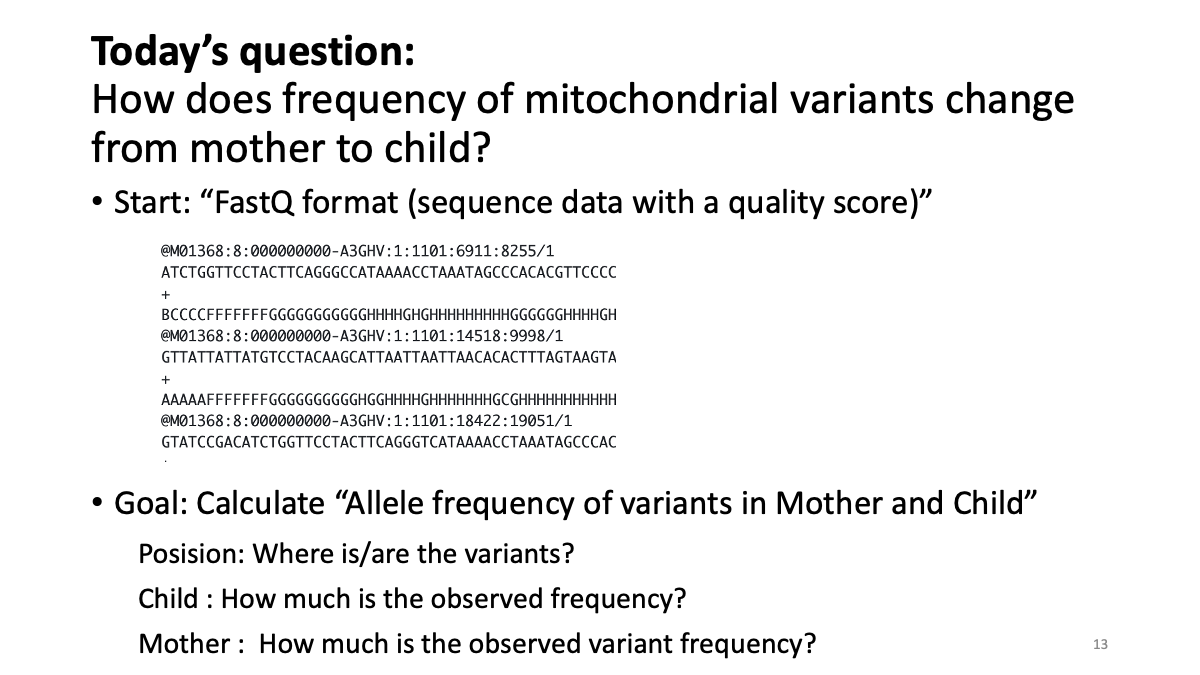 Today’s question:
How does frequency of mitochondrial variants change
from mother to child?
• Start: “FastQ format (sequence data with a quality score)”
@M01368:8:000000000-A3GHV:1:1101:6911:8255/1
ATCTGGTTCCTACTTCAGGGCCATAAAACCTAAATAGCCCACACGTTCCCC
+
BCCCCFFFFFFFGGGGGGGGGGGHHHHGHGHHHHHHHHHGGGGGGHHHHGH
@M01368:8:000000000-A3GHV:1:1101:14518:9998/1
GTTATTATTATGTCCTACAAGCATTAATTAATTAACACACTTTAGTAAGTA
+
AAAAAFFFFFFFGGGGGGGGGGHGGHHHHGHHHHHHHGCGHHHHHHHHHHH
@M01368:8:000000000-A3GHV:1:1101:18422:19051/1
GTATCCGACATCTGGTTCCTACTTCAGGGTCATAAAACCTAAATAGCCCAC
.
• Goal: Calculate “Allele frequency of variants in Mother and Child”
Posision: Where is/are the variants?
Child : How much is the observed frequency?
Mother :  How much is the observed variant frequency?
13